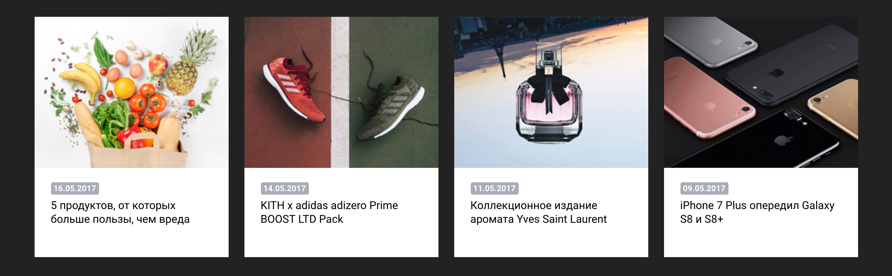 16.05.2017
5 продуктов, от которых
больше пользы, чем вреда
14.05.2017
KITH x adidas adizero Prime
BOOST LTD Pack
11.05.2017
Коллекционное издание
аромата Yves Saint Laurent
09.05.2017
iPhone 7 Plus опередил Galaxy
S8 и S8+